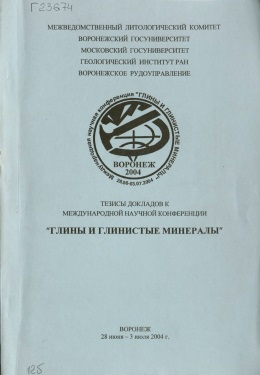 Г23674
МЕЖВЕДОМСТВЕННЫЙ ЛИТОЛОГИЧЕСКИЙ КОМИТЕТ
ВОРОНЕЖСКИЙ ГОСУНИВЕРСИТЕТ
МОСКОВСКИЙ ГОСУНИВЕРСИТЕТ
ГЕОЛОГИЧЕСКИЙ ИНСТИТУТ РАН
ВОРОНЕЖСКОЕ РУДОУПРАВЛЕНИЕ
Международная научная конференция "ГЛИНЫ И ГЛИНИСТЫЕ МИНЕРАЛЫ"
ВОРОНЕЖ
2004
28.06-03.07.2004
ТЕЗИСЫ ДОКЛАДОВ К
МЕЖДУНАРОДНОЙ НАУЧНОЙ КОНФЕРЕНЦИИ
"ГЛИНЫ И ГЛИНИСТЫЕ МИНЕРАЛЫ"
ВОРОНЕЖ
28 июня – 3 июля 2004 г.